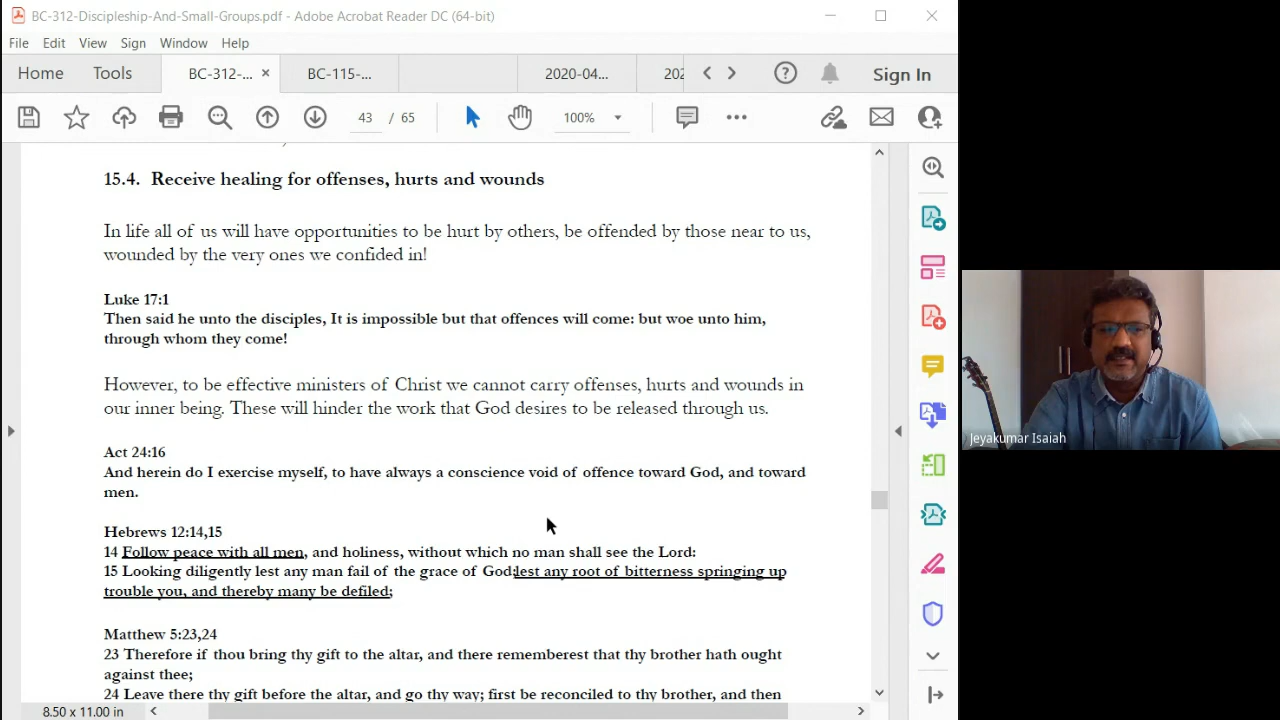 BC-312-Discipleship-And-Small-Groups.pdf - Adobe Acrobat Reader DC (64-bit)
File Edit View Sign Window Help
Home Tools BC-312-... × BC-115-... 2020-04... 202 Sign In
43 / 65 100%
15.4. Receive healing for offenses, hurts and wounds
In life all of us will have opportunities to be hurt by others, be offended by those near to us,
wounded by the very ones we confided in!
Luke 17:1
Then said he unto the disciples, It is impossible but that offences will come: but woe unto him,
through whom they come!
However, to be effective ministers of Christ we cannot carry offenses, hurts and wounds in
our inner being. These will hinder the work that God desires to be released through us.
Act 24:16
And herein do I exercise myself, to have always a conscience void of offence toward God, and toward
men.
Hebrews 12:14,15
14 Follow peace with all men, and holiness, without which no man shall see the Lord:
15 Looking diligently lest any man fail of the grace of God;lest any root of bitterness springing up
trouble you, and thereby many be defiled;
Matthew 5:23,24
23 Therefore if thou bring thy gift to the altar, and there rememberest that thy brother hath ought
against thee;
24 Leave there thy gift before the altar, and go thy way; first be reconciled to thy brother, and then
8.50 x 11.00 in
Jeyakumar Isaiah